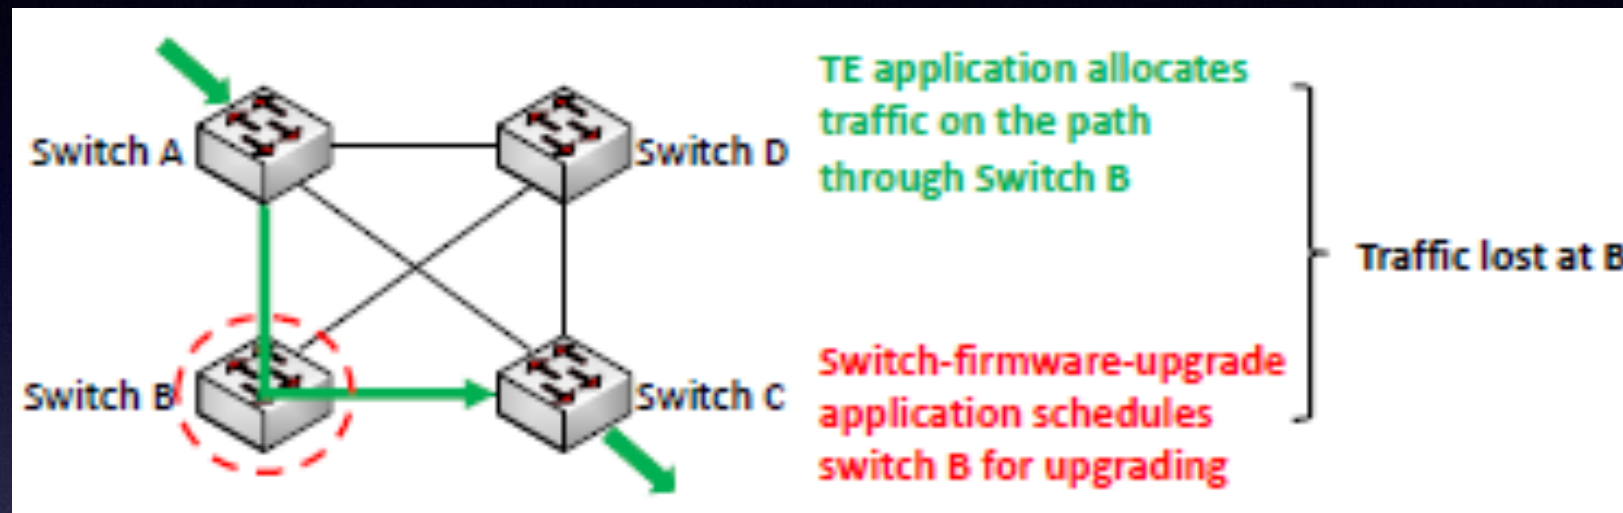 Switch A
Switch D
Switch B
Switch C
TE application allocates
traffic on the path
through Switch B
Switch-firmware-upgrade
application schedules
switch B for upgrading
Traffic lost at B